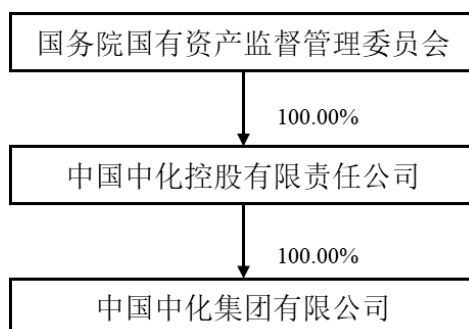 国务院国有资产监督管理委员会
100.00%
中国中化控股有限责任公司
100.00%
中国中化集团有限公司